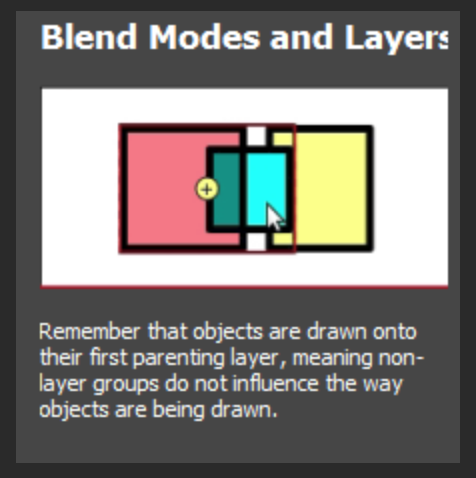 Blend Modes and Layers
Remember that objects are drawn onto
their first parenting layer, meaning non-
layer groups do not influence the way
objects are being drawn.